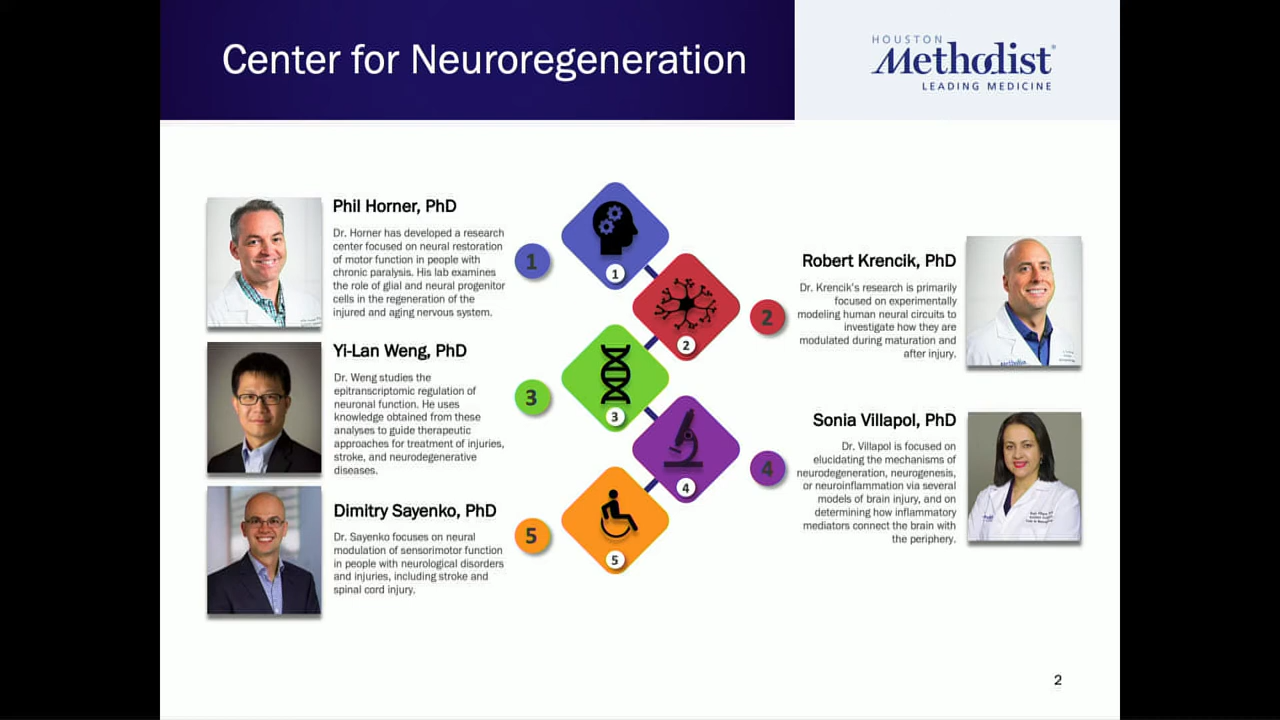 Center for Neuroregeneration
HOUSTON
Methodist®
LEADING MEDICINE
Phil Horner, PhD
Dr. Horner has developed a research
center focused on neural restoration
of motor function in people with
chronic paralysis. His lab examines
the role of glial and neural progenitor
cells in the regeneration of the
injured and aging nervous system.
1
1
Robert Krencik, PhD
Dr. Krencik's research is primarily
focused on experimentally
modeling human neural circuits to
investigate how they are
modulated during maturation and
after injury.
2
2
Yi-Lan Weng, PhD
Dr. Weng studies the
epitranscriptomic regulation of
neuronal function. He uses
knowledge obtained from these
analyses to guide therapeutic
approaches for treatment of injuries,
stroke, and neurodegenerative
diseases.
3
3
Sonia Villapol, PhD
Dr. Villapol is focused on
elucidating the mechanisms of
neurodegeneration, neurogenesis,
or neuroinflammation via several
models of brain injury, and on
determining how inflammatory
mediators connect the brain with
the periphery.
4
4
Dimitry Sayenko, PhD
Dr. Sayenko focuses on neural
modulation of sensorimotor function
in people with neurological disorders
and injuries, including stroke and
spinal cord injury.
5
5
2